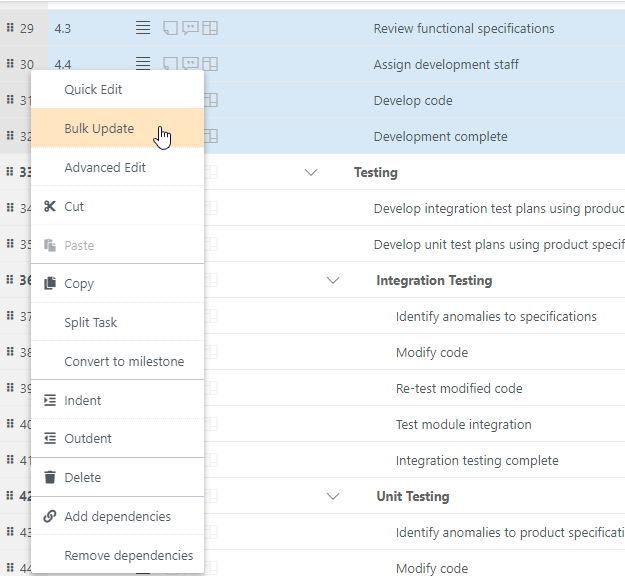 29 4.3 Review functional specifications
30 4.4 Assign development staff
Quick Edit
31 Develop code
Bulk Update
32 Development complete
Advanced Edit
33 Testing
Cut
34 Develop integration test plans using produc
Paste
35 Develop unit test plans using product specif
Copy
36 Integration Testing
37 Identify anomalies to specifications
Split Task
38 Modify code
Convert to milestone
39 Re-test modified code
Indent
40 Test module integration
Outdent
41 Integration testing complete
Delete
42 Unit Testing
Add dependencies
43 Identify anomalies to product specificati
Remove dependencies
44 Modify code